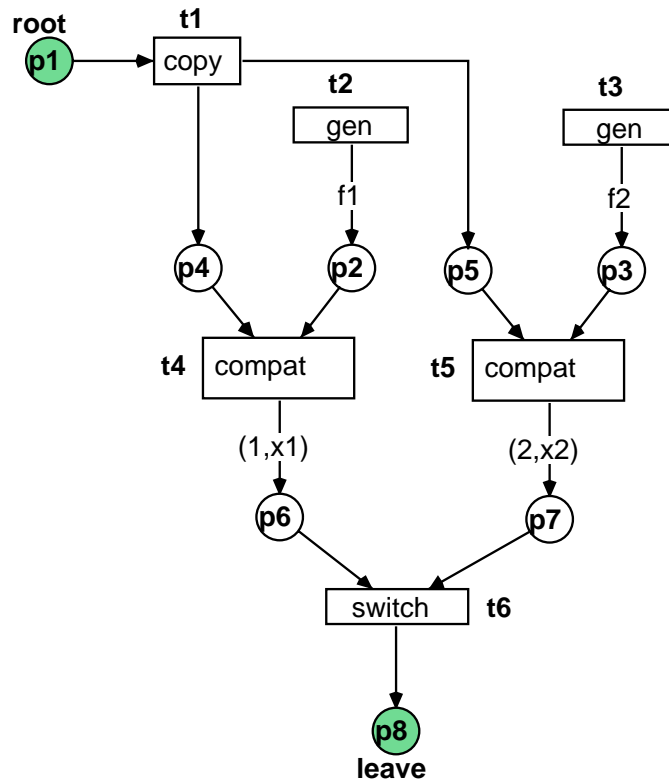 root
t1
p1
copy
t2
t3
gen
gen
f1
f2
p4
p2
p5
p3
t4
compat
t5
compat
(1,x1)
(2,x2)
p6
p7
switch
t6
p8
leave